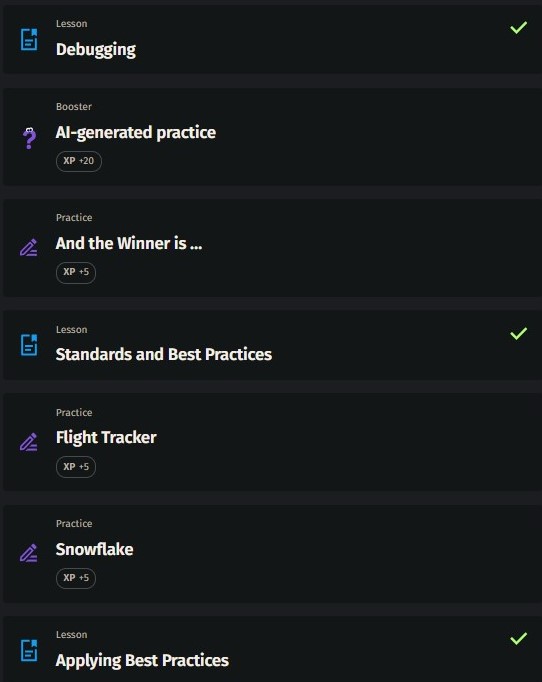 Lesson
Debugging
Booster
AI-generated practice
XP +20
Practice
And the Winner is ...
XP +5
Lesson
Standards and Best Practices
Practice
Flight Tracker
XP +5
Practice
Snowflake
XP +5
Lesson
Applying Best Practices